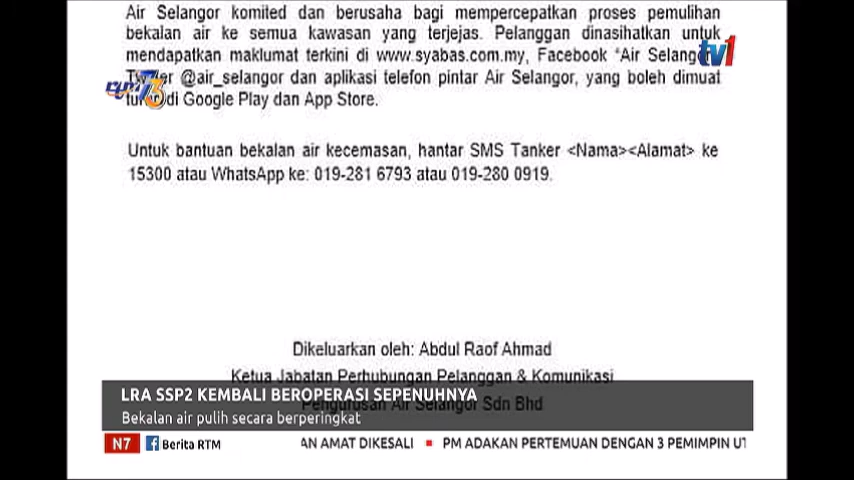 Air Selangor komited dan berusaha bagi mempercepatkan proses pemulihan
bekalan air ke semua kawasan yang terjejas. Pelanggan dinasihatkan untuk
mendapatkan maklumat terkini di www.syabas.com.my, Facebook "Air Selangor
tv1
@air_selangor dan aplikasi telefon pintar Air Selangor, yang boleh dimuat
di Google Play dan App Store.
Untuk bantuan bekalan air kecemasan, hantar SMS Tanker <Nama><Alamat> ke
15300 atau WhatsApp ke: 019-281 6793 atau 019-280 0919.
Dikeluarkan oleh: Abdul Raof Ahmad
Ketua Jabatan Perhubungan Pelanggan & Komunikasi
Pengurusan Air Selangor Sdn Bhd
LRA SSP2 KEMBALI BEROPERASI SEPENUHNYA
Bekalan air pulih secara berperingkat
N7 Berita RTM AN AMAT DIKESALI PM ADAKAN PERTEMUAN DENGAN 3 PEMIMPIN UT